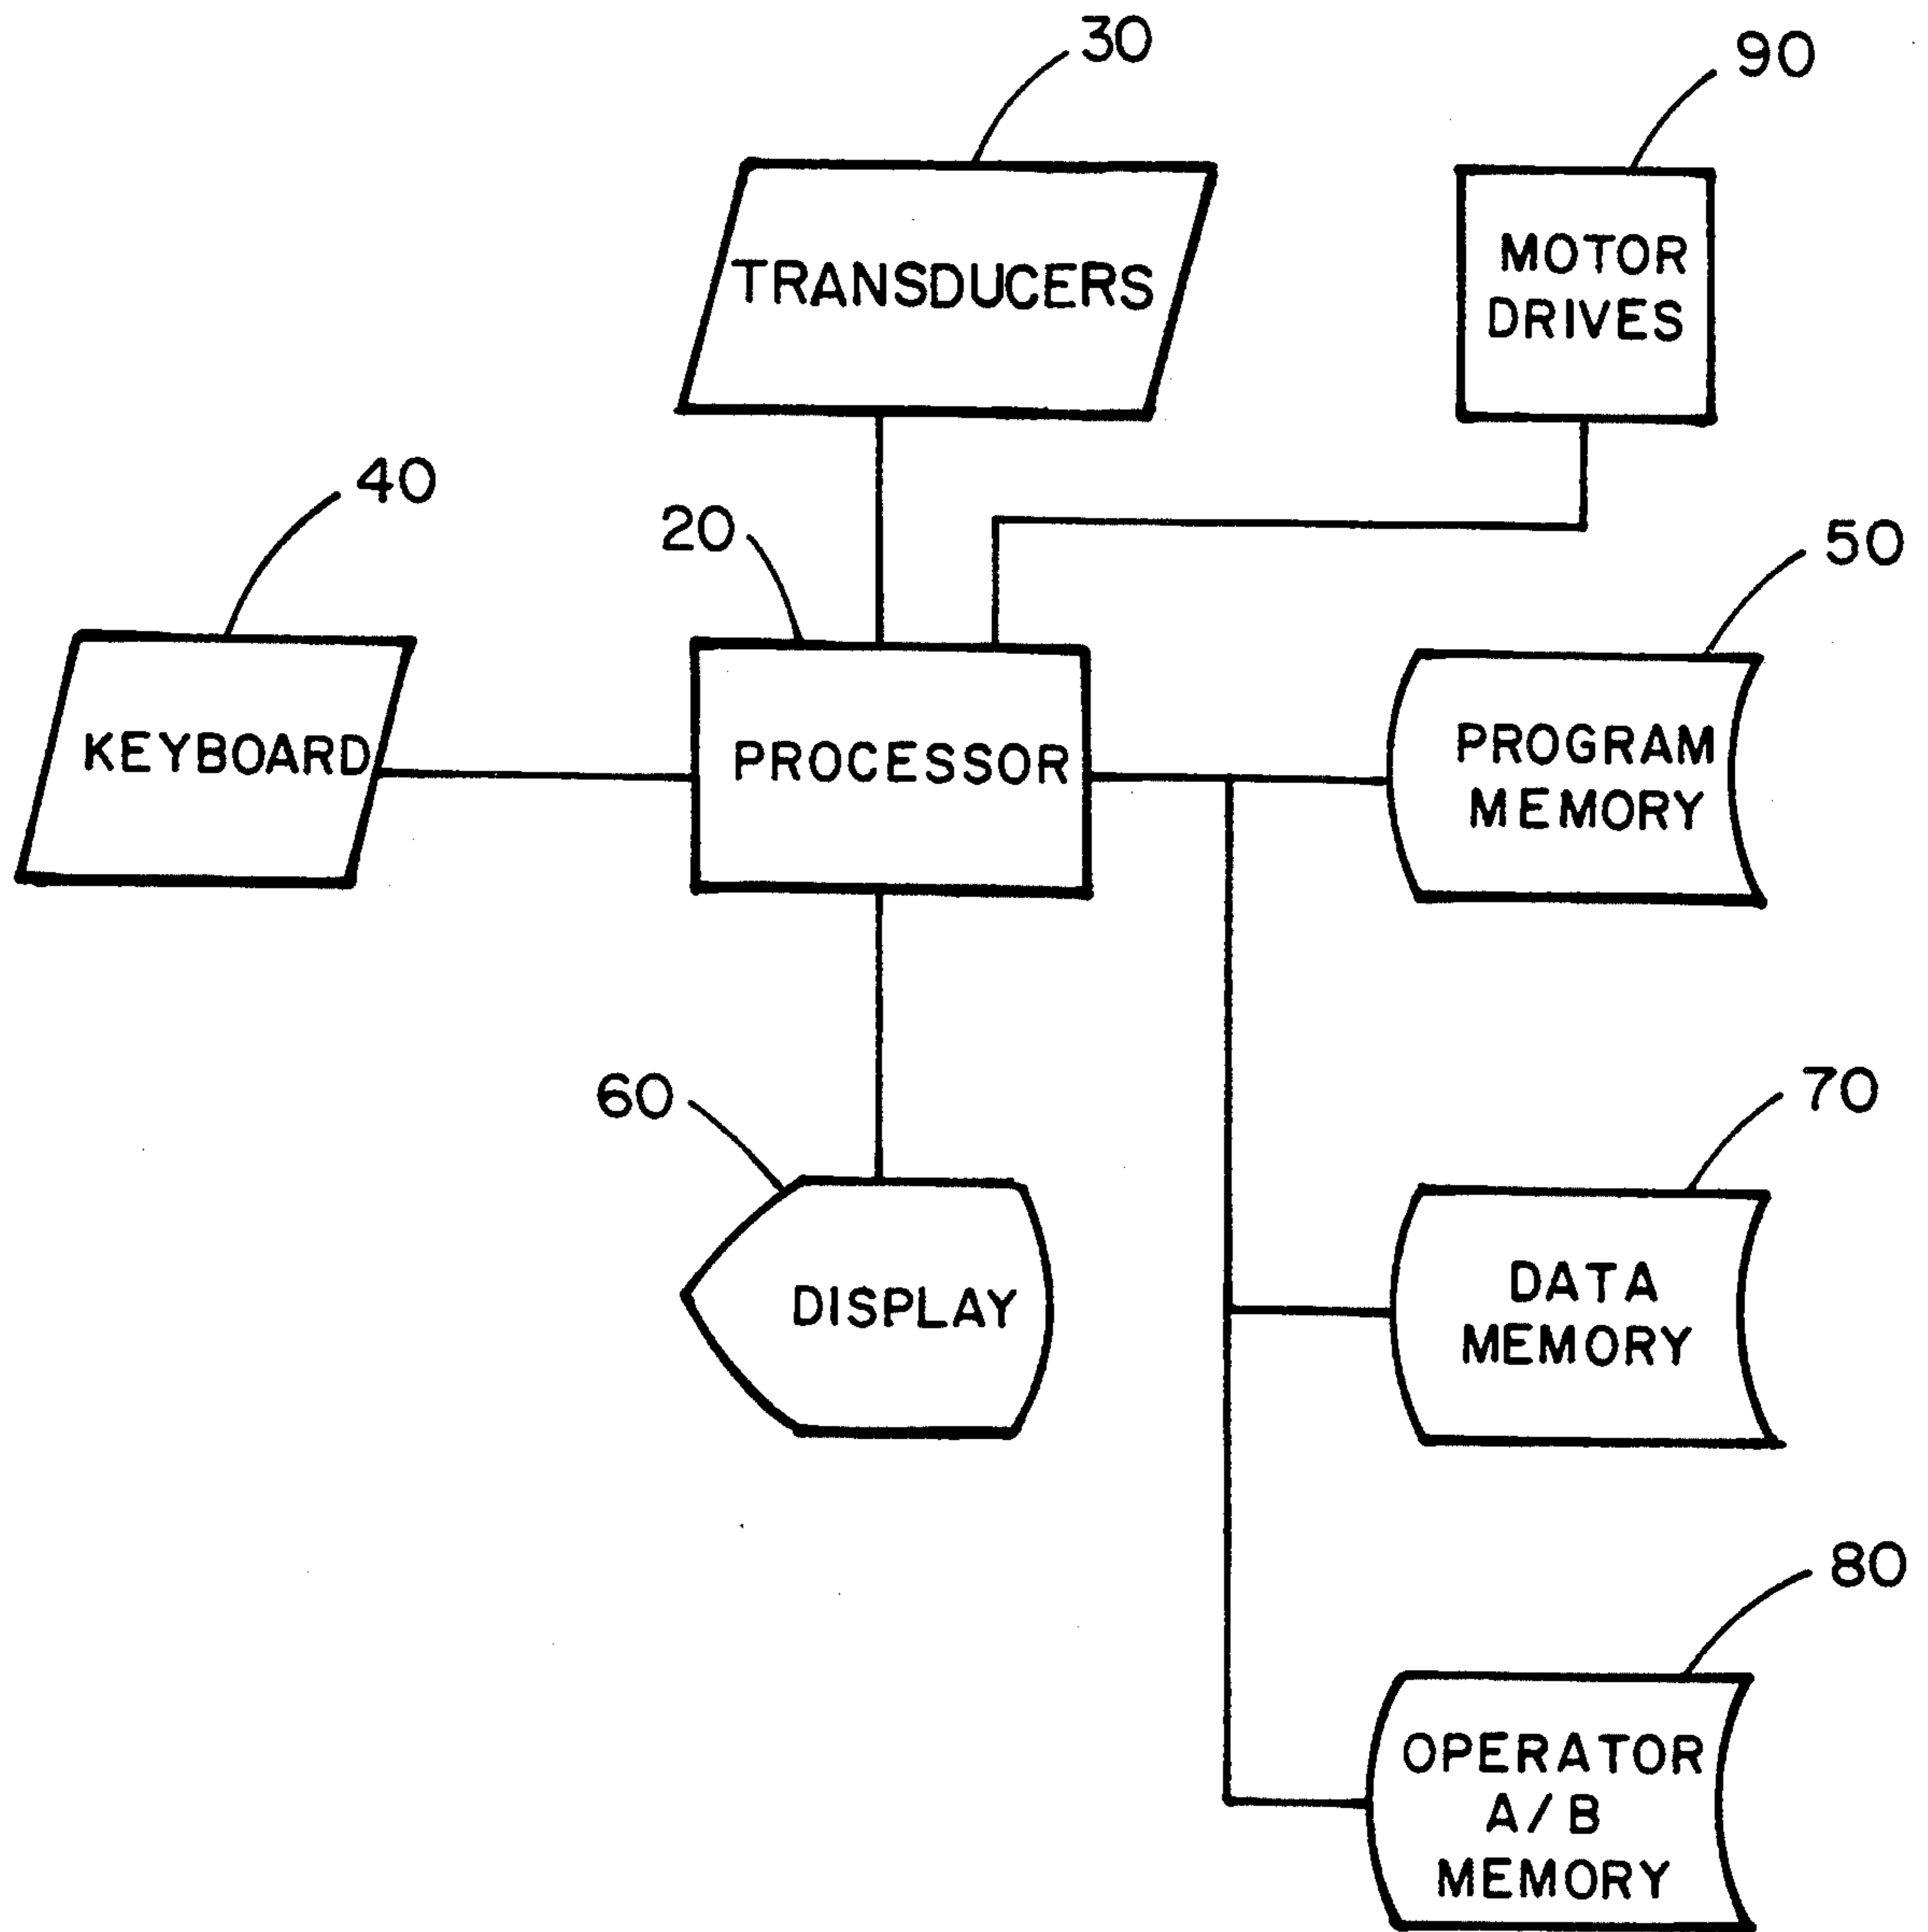 30
90
TRANSDUCERS
MOTOR
DRIVES
40
20
50
KEYBOARD
PROCESSOR
PROGRAM
MEMORY
60
70
DISPLAY
DATA
MEMORY
80
OPERATOR
A/B
MEMORY